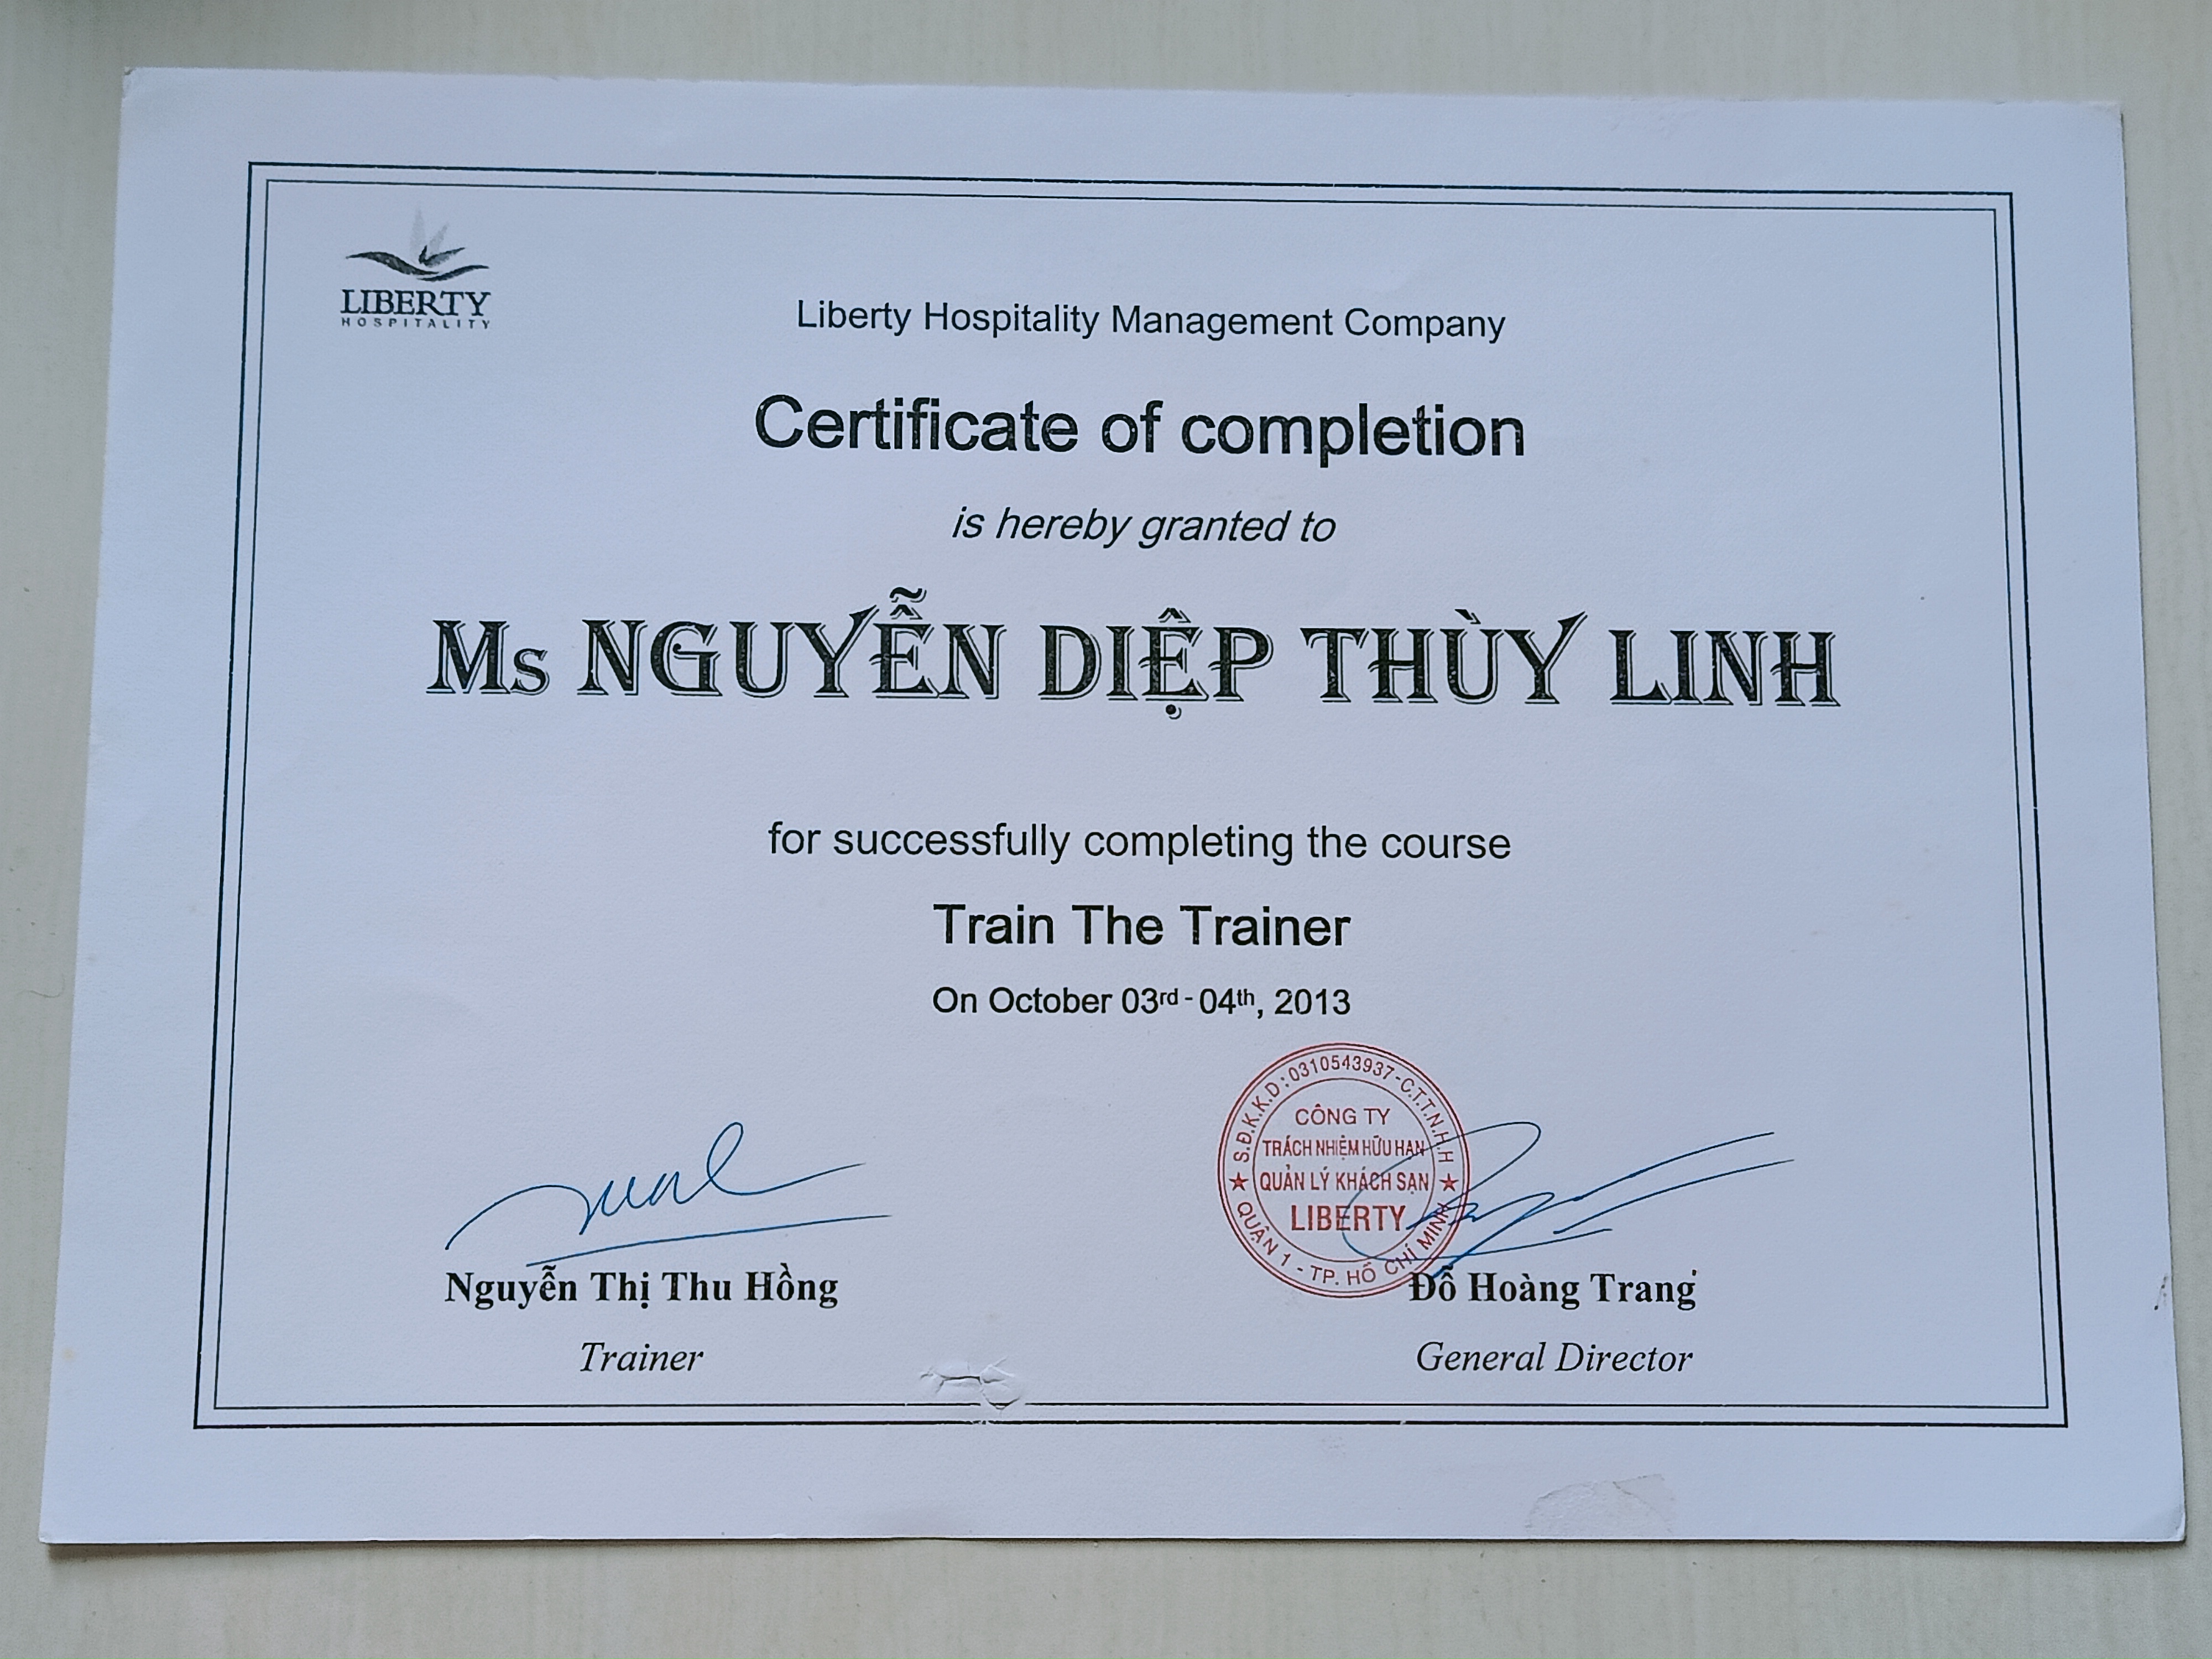 LIBERTY
HOSPITALITY
Liberty Hospitality Management Company
Certificate of completion
is hereby granted to
Ms NGUYỄN DIỆP THÙY LINH
for successfully completing the course
Train The Trainer
On October 03rd - 04th, 2013
S.Đ.K.K.D: 0310543937-C.T.T.N.H.H
CÔNG TY
TRÁCH NHIỆM HỮU HẠN
QUẢN LÝ KHÁCH SẠN
LIBERTY
QUẬN 1 - TP. HỒ CHÍ MINH
Nguyễn Thị Thu Hồng
Trainer
Đỗ Hoàng Trang
General Director